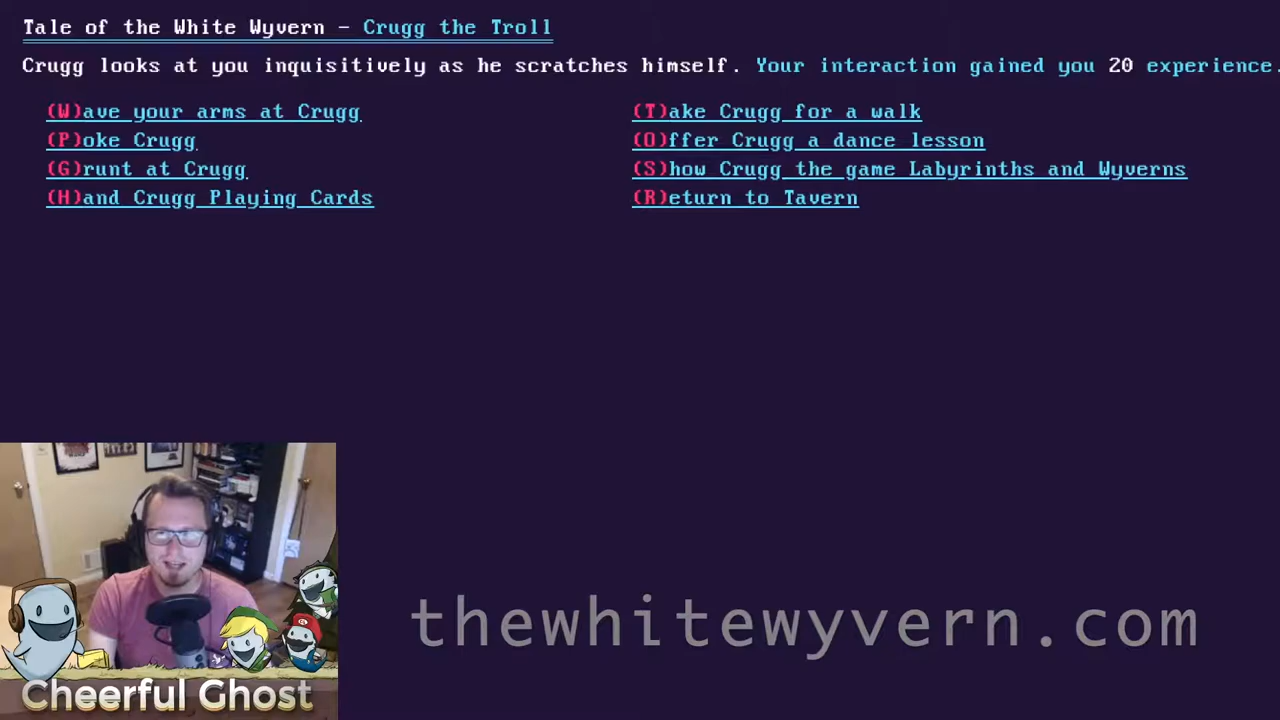 Tale of the White Wyvern - Crugg the Troll
Crugg looks at you inquisitively as he scratches himself. Your interaction gained you 20 experience.
(W)ave your arms at Crugg
(P)oke Crugg
(G)runt at Crugg
(H)and Crugg Playing Cards
(T)ake Crugg for a walk
(O)ffer Crugg a dance lesson
(S)how Crugg the game Labyrinths and Wyverns
(R)eturn to Tavern
thewhitewyvern.com
Cheerful Ghost